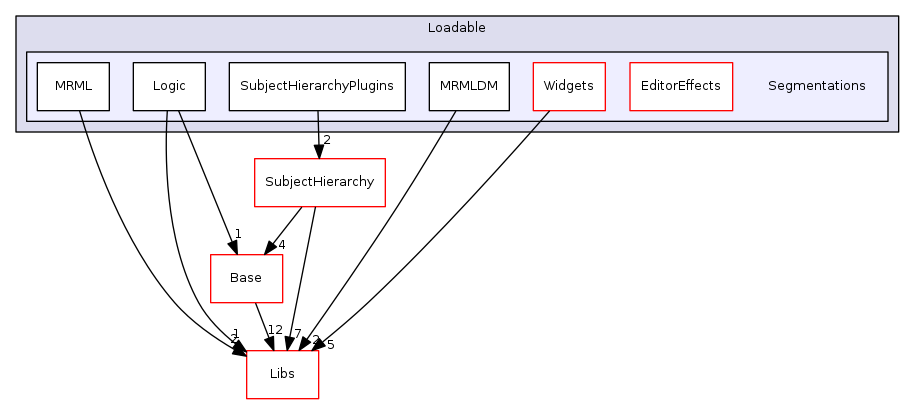 Loadable
MRML Logic SubjectHierarchyPlugins MRMLDM Widgets EditorEffects Segmentations
2
SubjectHierarchy
1 4
Base
12 7 2 5
1
2
Libs